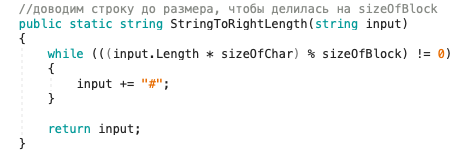 //доводим строку до размера, чтобы делилась на sizeOfBlock
public static string StringToRightLength(string input)
{
    while (((input.Length * sizeOfChar) % sizeOfBlock) != 0)
    {
        input += "#";
    }

    return input;
}